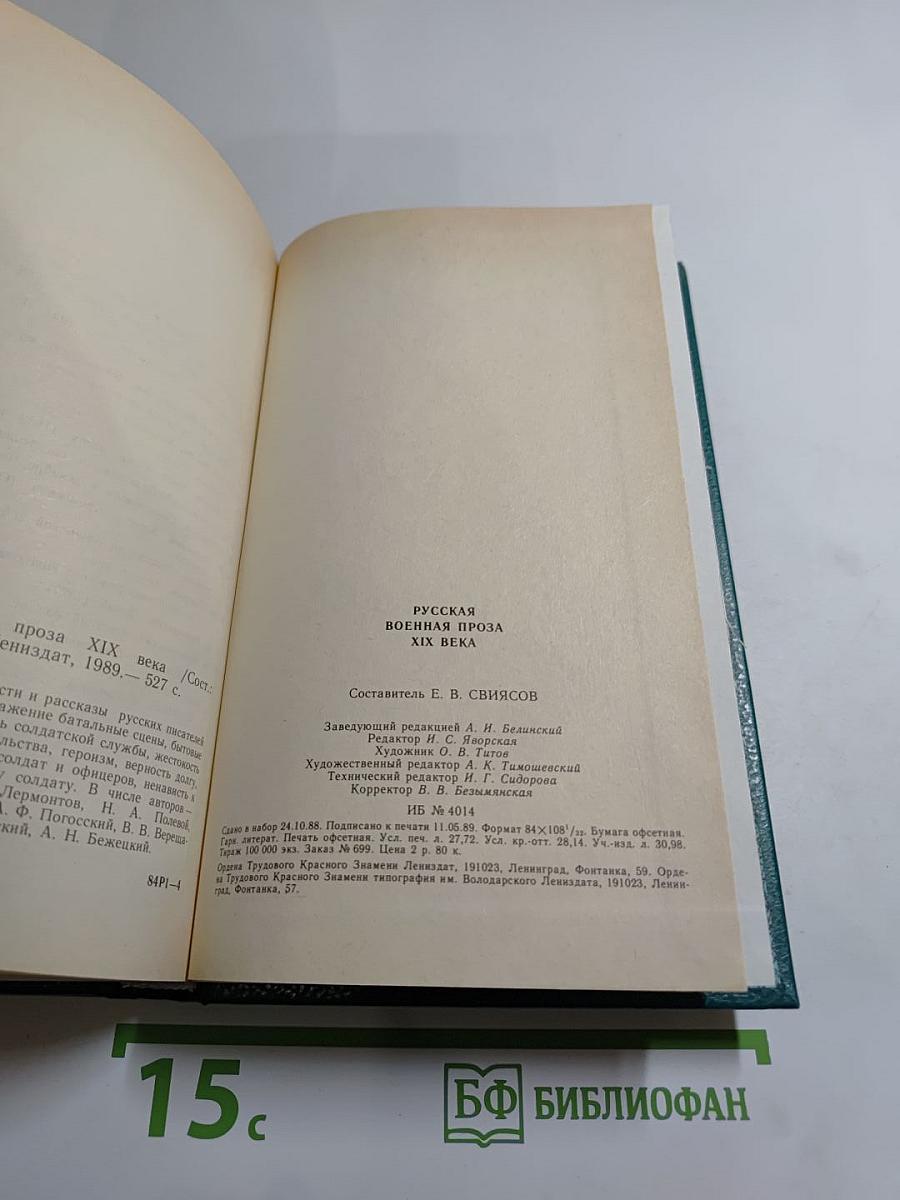 проза XIX века /Сост.:
ениздат, 1989.— 527 с.
сти и рассказы русских писателей
ажение батальные сцены, бытовые
ь солдатской службы, жестокость
льства, героизм, верность долгу,
солдат и офицеров, ненависть к
у солдату. В числе авторов —
Лермонтов, Н. А. Полевой,
А. Ф. Погосский, В. В. Вереща-
ский, А. Н. Бежецкий.
84Р1—4
РУССКАЯ
ВОЕННАЯ ПРОЗА
XIX ВЕКА
Составитель Е. В. СВИЯСОВ
Заведующий редакцией А. И. Белинский
Редактор И. С. Яворская
Художник О. В. Титов
Художественный редактор А. К. Тимошевский
Технический редактор И. Г. Сидорова
Корректор В. В. Безымянская
ИБ № 4014
Сдано в набор 24.10.88. Подписано к печати 11.05.89. Формат 84×108¹/₃₂. Бумага офсетная.
Гарн. литерат. Печать офсетная. Усл. печ. л. 27,72. Усл. кр.-отт. 28,14. Уч.-изд. л. 30,98.
Тираж 100 000 экз. Заказ № 699. Цена 2 р. 80 к.
Ордена Трудового Красного Знамени Лениздат, 191023, Ленинград, Фонтанка, 59. Орде-
на Трудового Красного Знамени типография им. Володарского Лениздата, 191023, Ленин-
град, Фонтанка, 57.
15 с
БФ БИБЛИОФАН